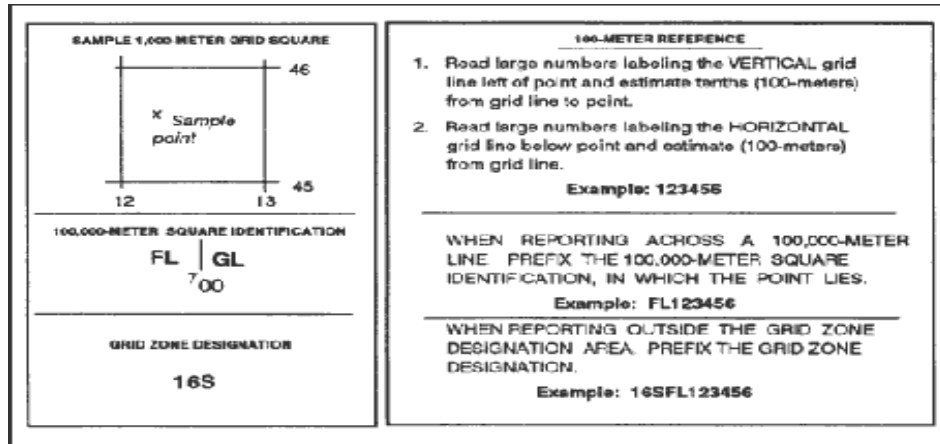 SAMPLE 1,000-METER GRID SQUARE
46
x Sample
point
45
12 13
100,000-METER SQUARE IDENTIFICATION
FL GL
700
GRID ZONE DESIGNATION
16S
100-METER REFERENCE
1. Read large numbers labeling the VERTICAL grid
line left of point and estimate tenths (100-meters)
from grid line to point.
2. Read large numbers labeling the HORIZONTAL
grid line below point and estimate (100-meters)
from grid line.
Example: 123456
WHEN REPORTING ACROSS A 100,000-METER
LINE PREFIX THE 100,000-METER SQUARE
IDENTIFICATION, IN WHICH THE POINT LIES.
Example: FL123456
WHEN REPORTING OUTSIDE THE GRID ZONE
DESIGNATION AREA, PREFIX THE GRID ZONE
DESIGNATION.
Example: 16SFL123456